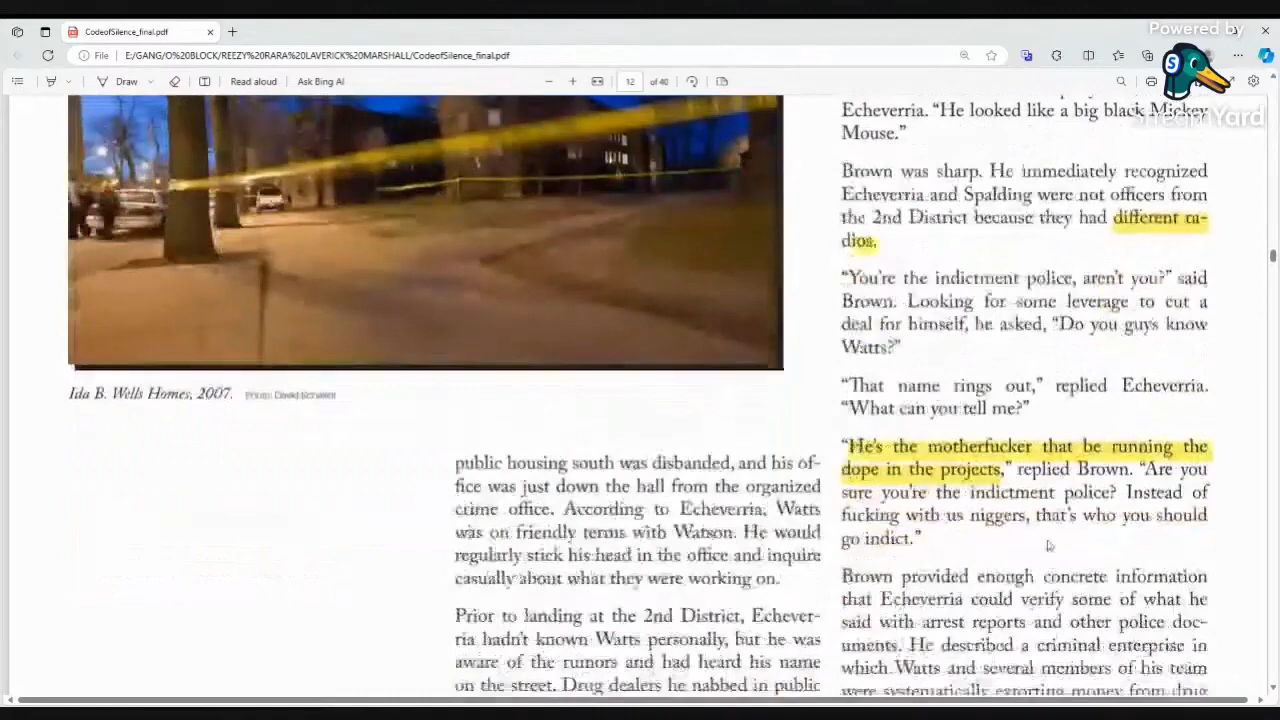 Powered by
CodeofSilence_final.pdf
File
E:/GANG/O%20BLOCK/REEZY%20RARA%20LAVERICK%20MARSHALL/CodeofSilence_final.pdf
Draw
Read aloud
Ask Bing AI
12 of 40
StreamYard
Echeverria. “He looked like a big black Mickey
Mouse.”
Brown was sharp. He immediately recognized
Echeverria and Spalding were not officers from
the 2nd District because they had different ra-
dios.
“You’re the indictment police, aren’t you?” said
Brown. Looking for some leverage to cut a
deal for himself, he asked, “Do you guys know
Watts?”
“That name rings out,” replied Echeverria.
“What can you tell me?”
“He’s the motherfucker that be running the
dope in the projects,” replied Brown. “Are you
sure you’re the indictment police? Instead of
fucking with us niggers, that’s who you should
go indict.”
Brown provided enough concrete information
that Echeverria could verify some of what he
said with arrest reports and other police doc-
uments. He described a criminal enterprise in
which Watts and several members of his team
were systematically extorting money from drug
Ida B. Wells Homes, 2007.
public housing south was disbanded, and his of-
fice was just down the hall from the organized
crime office. According to Echeverria, Watts
was on friendly terms with Watson. He would
regularly stick his head in the office and inquire
casually about what they were working on.
Prior to landing at the 2nd District, Echever-
ria hadn’t known Watts personally, but he was
aware of the rumors and had heard his name
on the street. Drug dealers he nabbed in public